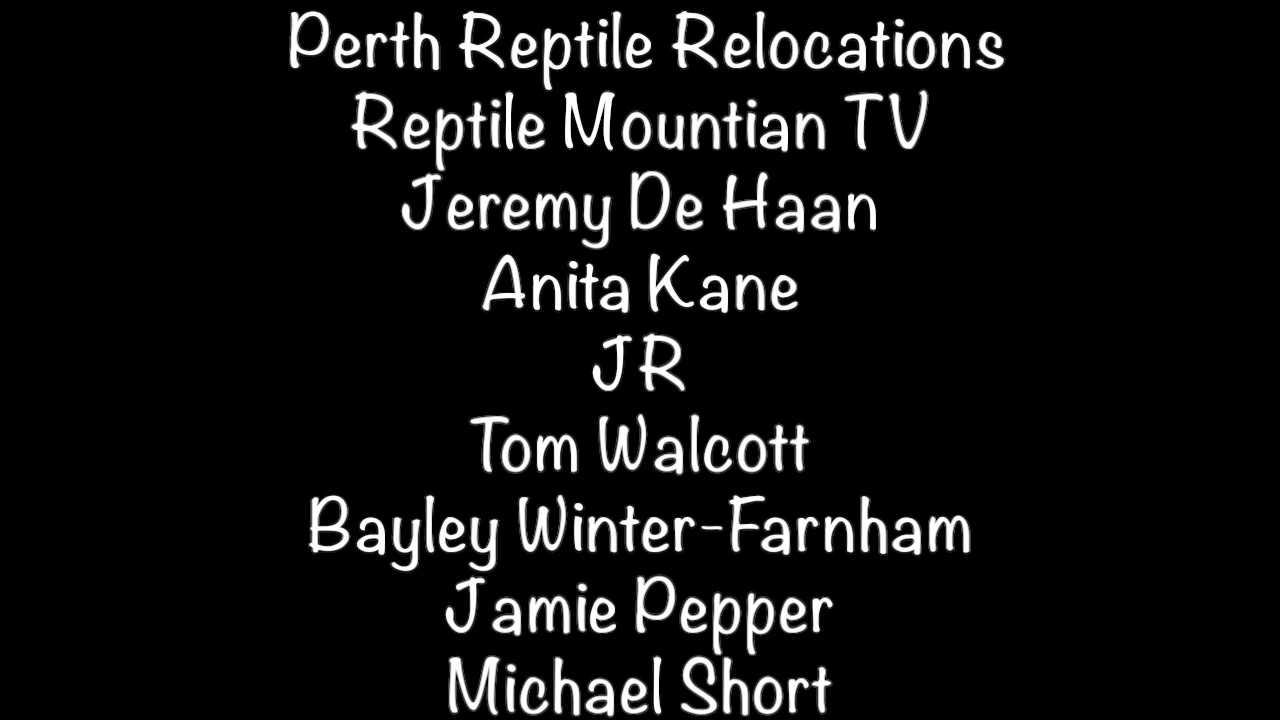 Perth Reptile Relocations
Reptile Mountian TV
Jeremy De Haan
Anita Kane
JR
Tom Walcott
Bayley Winter-Farnham
Jamie Pepper
Michael Short